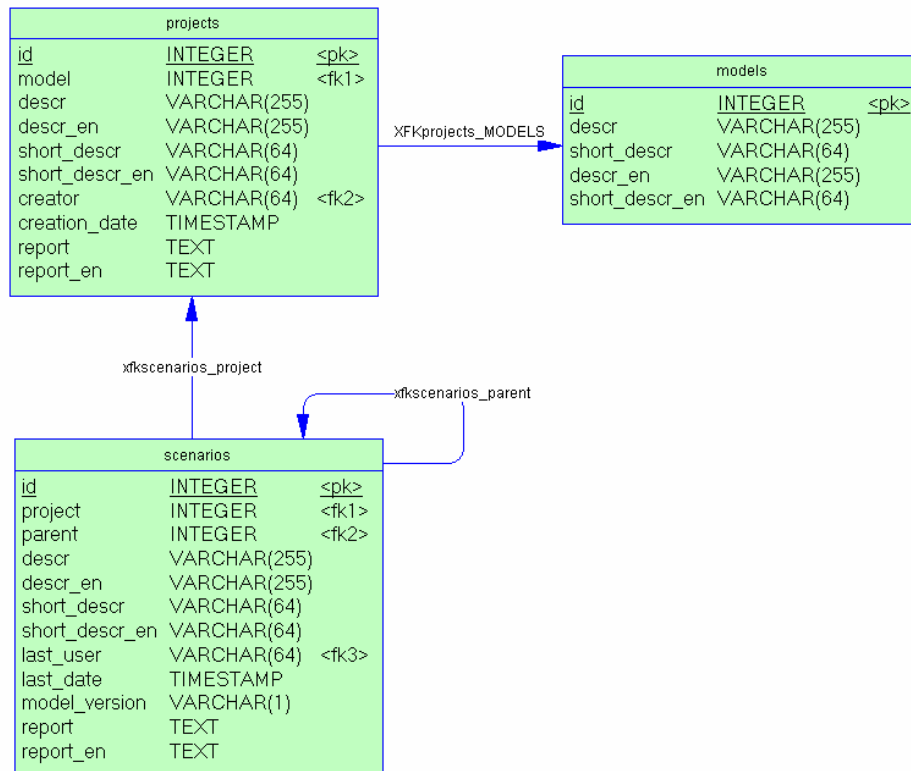 projects
id INTEGER <pk>
model INTEGER <fk1>
descr VARCHAR(255)
descr_en VARCHAR(255)
short_descr VARCHAR(64)
short_descr_en VARCHAR(64)
creator VARCHAR(64) <fk2>
creation_date TIMESTAMP
report TEXT
report_en TEXT
XFKprojects_MODELS
models
id INTEGER <pk>
descr VARCHAR(255)
short_descr VARCHAR(64)
descr_en VARCHAR(255)
short_descr_en VARCHAR(64)
xfkscenarios_project
xfkscenarios_parent
scenarios
id INTEGER <pk>
project INTEGER <fk1>
parent INTEGER <fk2>
descr VARCHAR(255)
descr_en VARCHAR(255)
short_descr VARCHAR(64)
short_descr_en VARCHAR(64)
last_user VARCHAR(64) <fk3>
last_date TIMESTAMP
model_version VARCHAR(1)
report TEXT
report_en TEXT